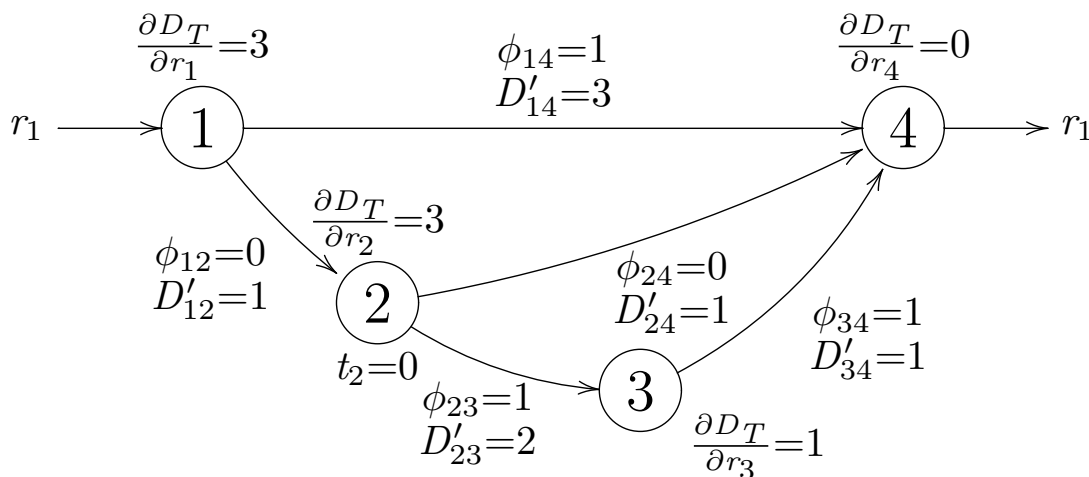 ∂D_T/∂r_1=3
∂D_T/∂r_4=0
ϕ_14=1
D′_14=3
r_1
1
4
r_1
∂D_T/∂r_2=3
ϕ_12=0
D′_12=1
2
t_2=0
ϕ_24=0
D′_24=1
ϕ_34=1
D′_34=1
3
ϕ_23=1
D′_23=2
∂D_T/∂r_3=1